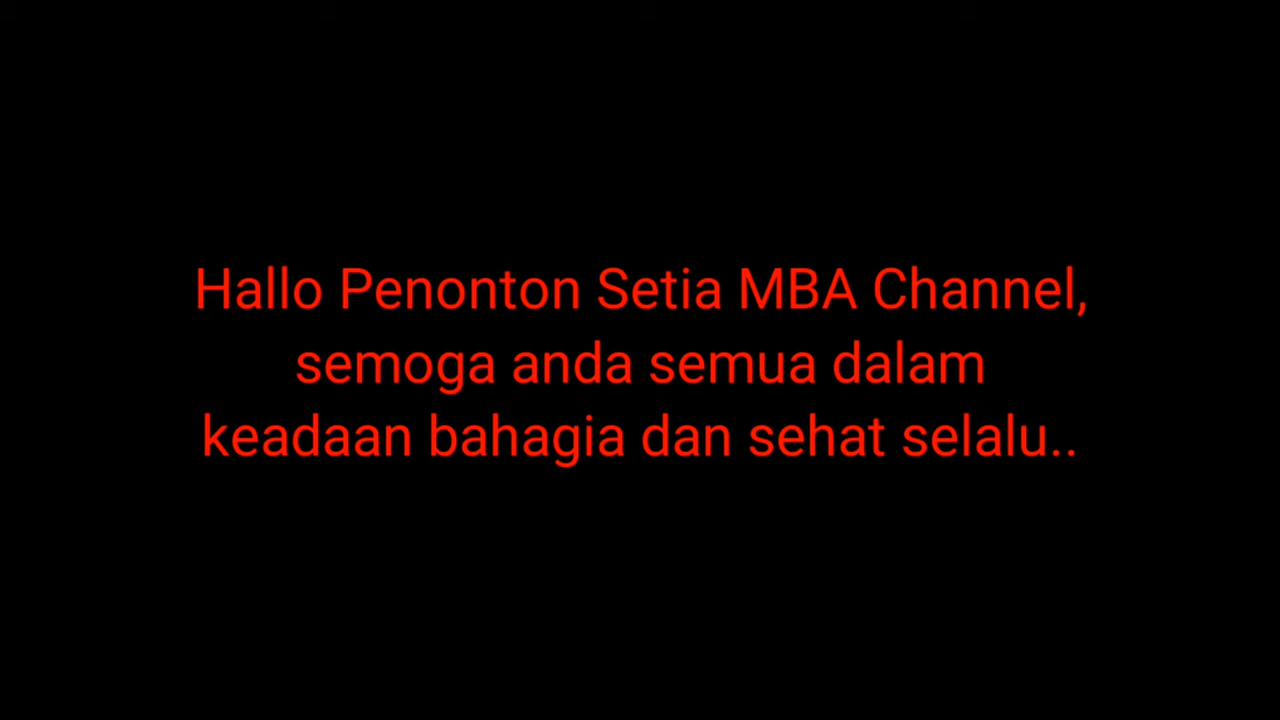 Hallo Penonton Setia MBA Channel,
semoga anda semua dalam
keadaan bahagia dan sehat selalu..